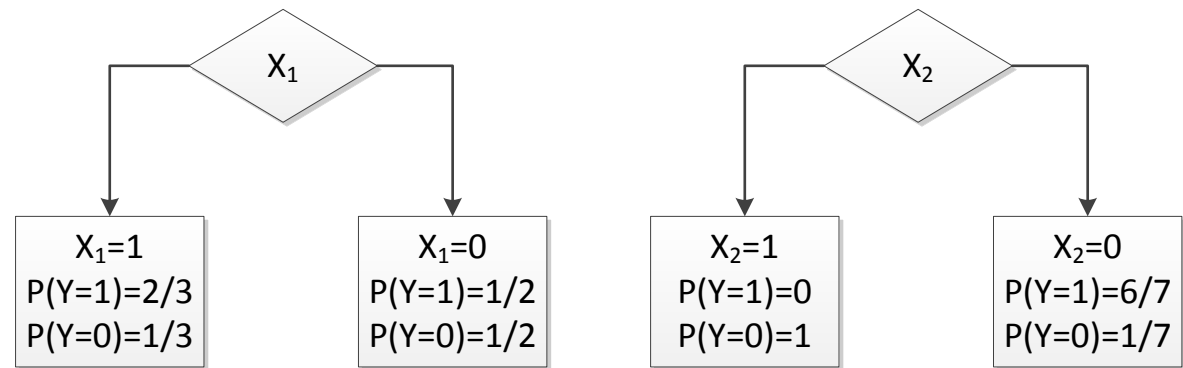 X₁
X₂
X₁=1
P(Y=1)=2/3
P(Y=0)=1/3
X₁=0
P(Y=1)=1/2
P(Y=0)=1/2
X₂=1
P(Y=1)=0
P(Y=0)=1
X₂=0
P(Y=1)=6/7
P(Y=0)=1/7